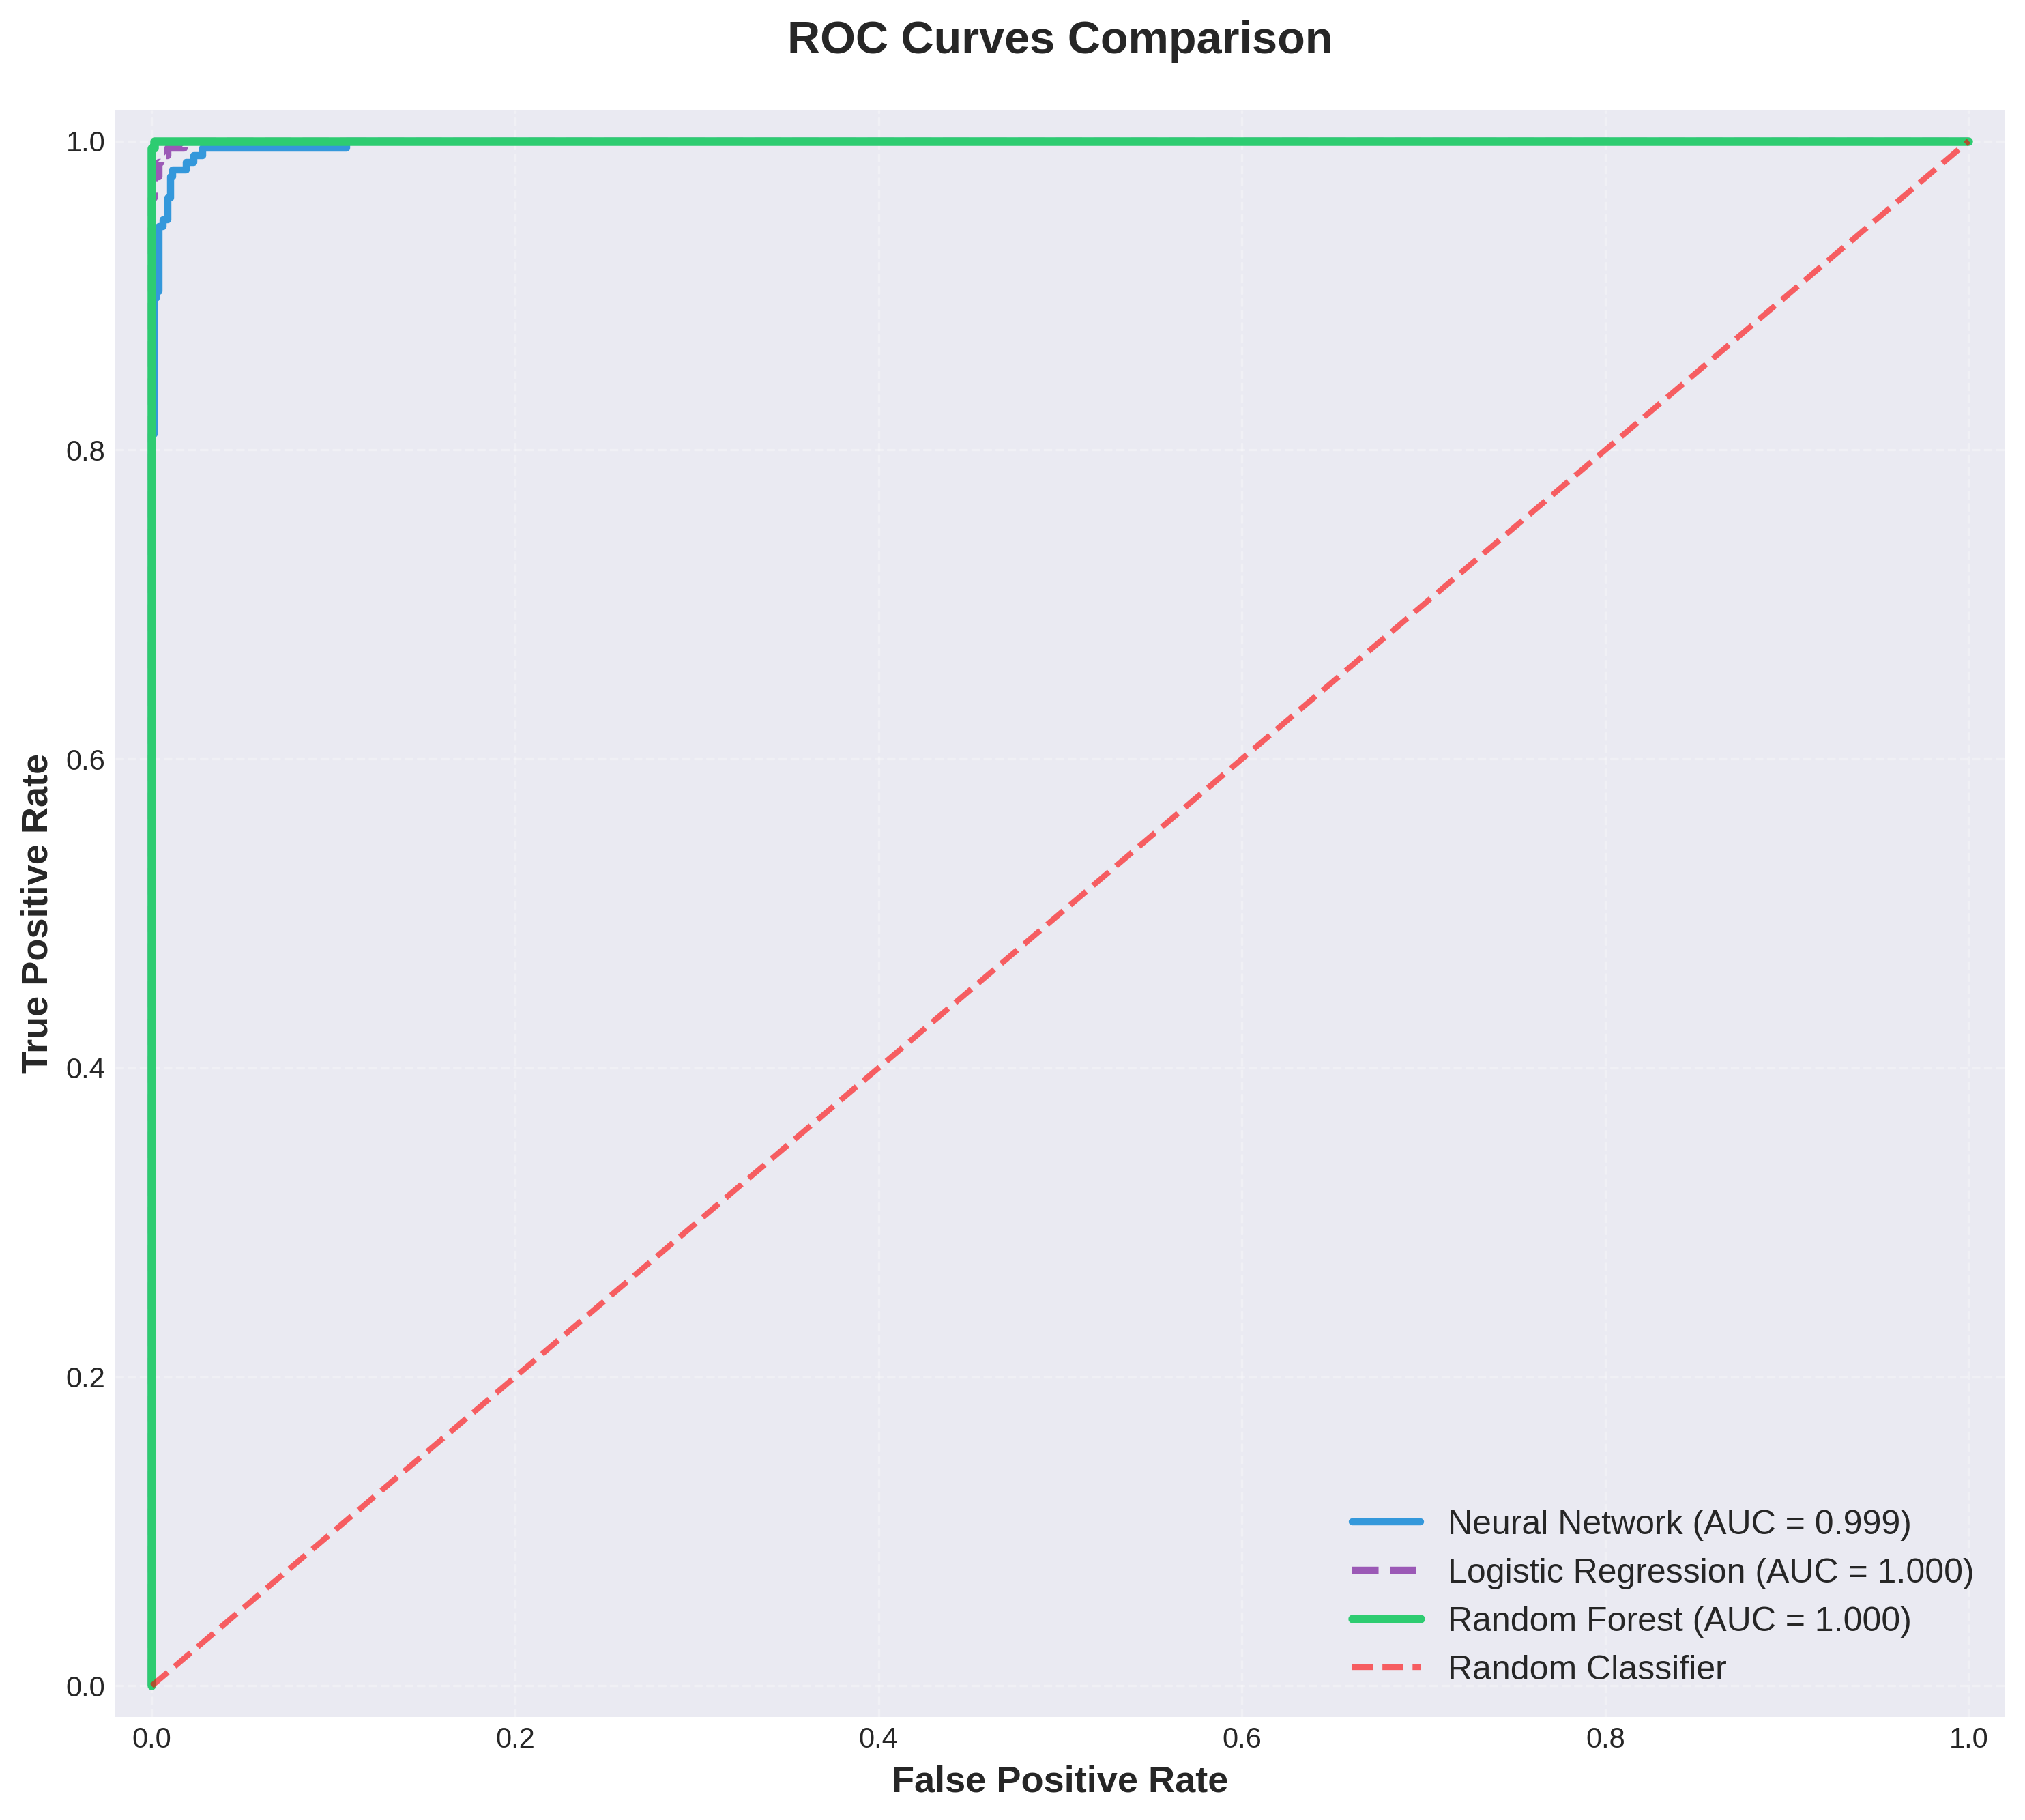 ROC Curves Comparison
True Positive Rate
1.0
0.8
0.6
0.4
0.2
0.0
0.0 0.2 0.4 0.6 0.8 1.0
False Positive Rate
Neural Network (AUC = 0.999)
Logistic Regression (AUC = 1.000)
Random Forest (AUC = 1.000)
Random Classifier